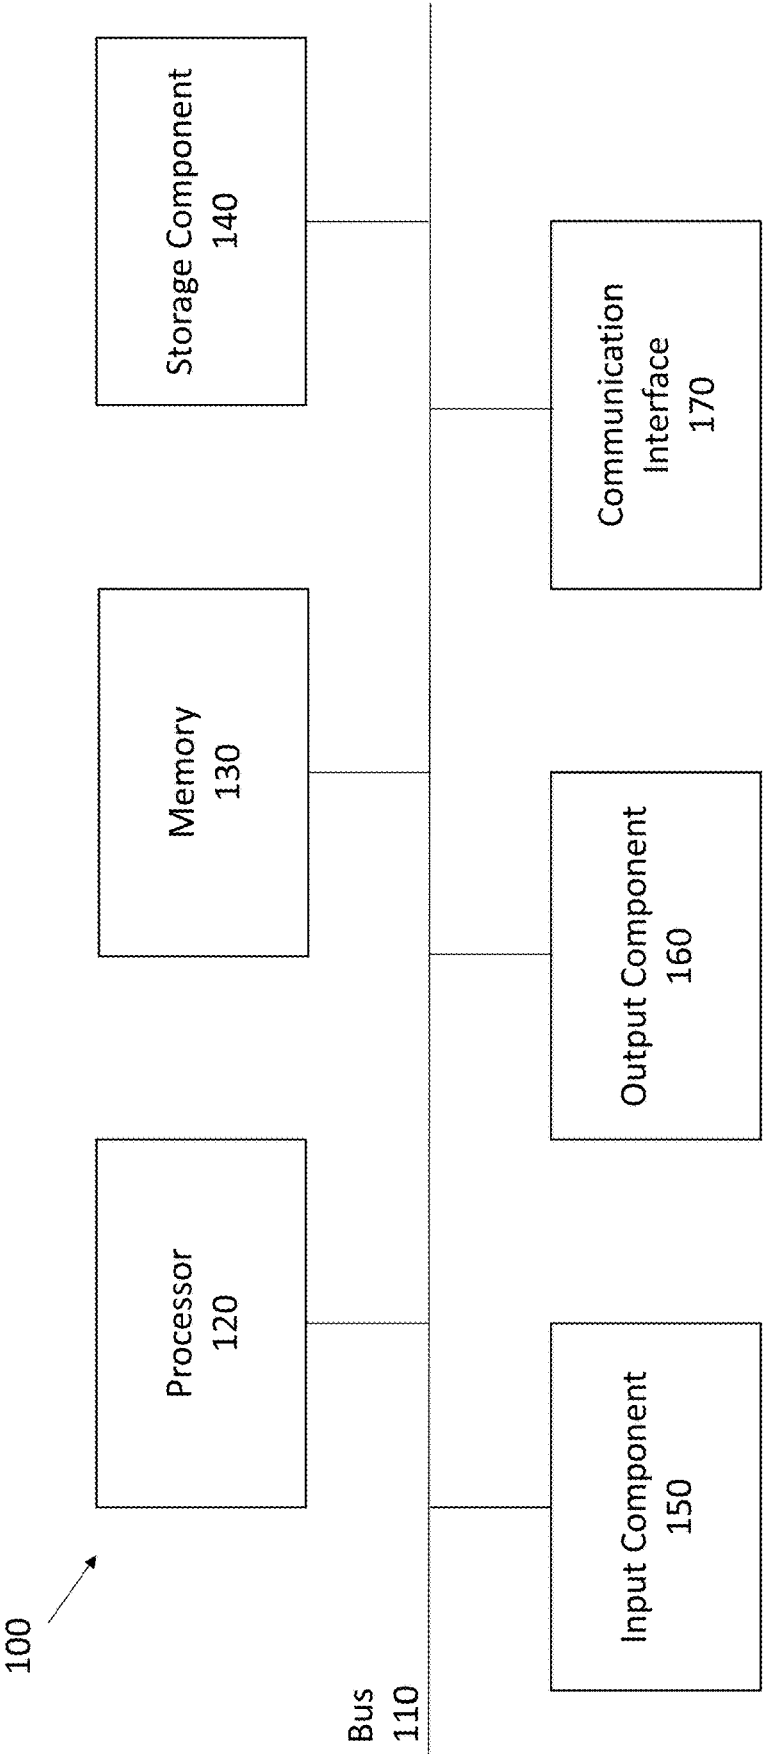 100
Processor
120
Memory
130
Storage Component
140
Bus
110
Input Component
150
Output Component
160
Communication
Interface
170